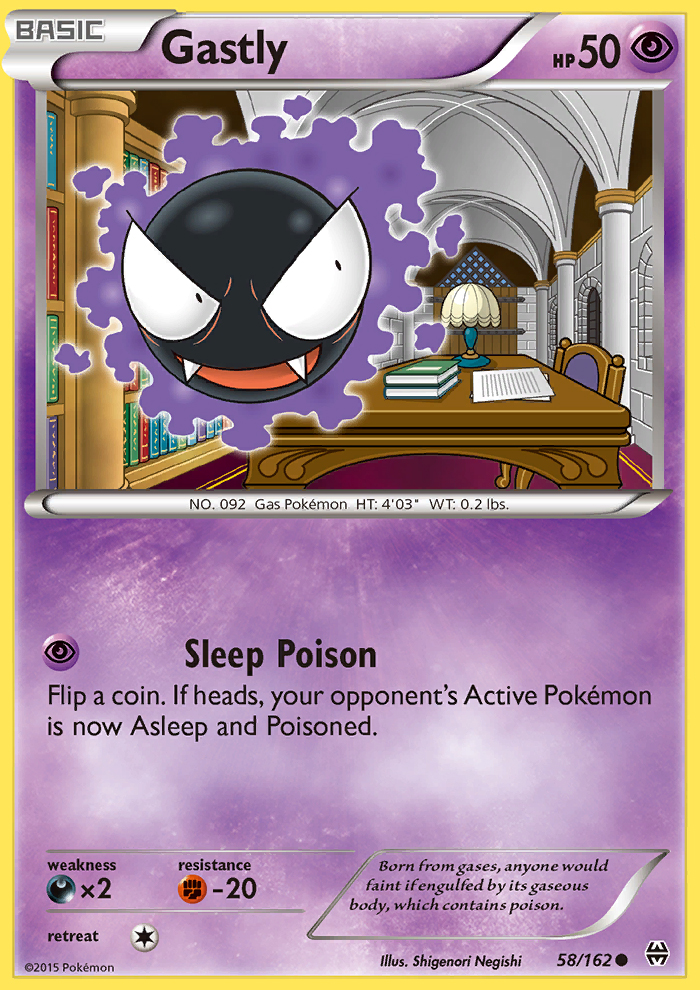 BASIC
Gastly
HP50
NO. 092 Gas Pokémon HT: 4'03" WT: 0.2 lbs.
Sleep Poison
Flip a coin. If heads, your opponent's Active Pokémon
is now Asleep and Poisoned.
weakness
×2
resistance
-20
retreat
Born from gases, anyone would
faint if engulfed by its gaseous
body, which contains poison.
©2015 Pokémon
Illus. Shigenori Negishi
58/162